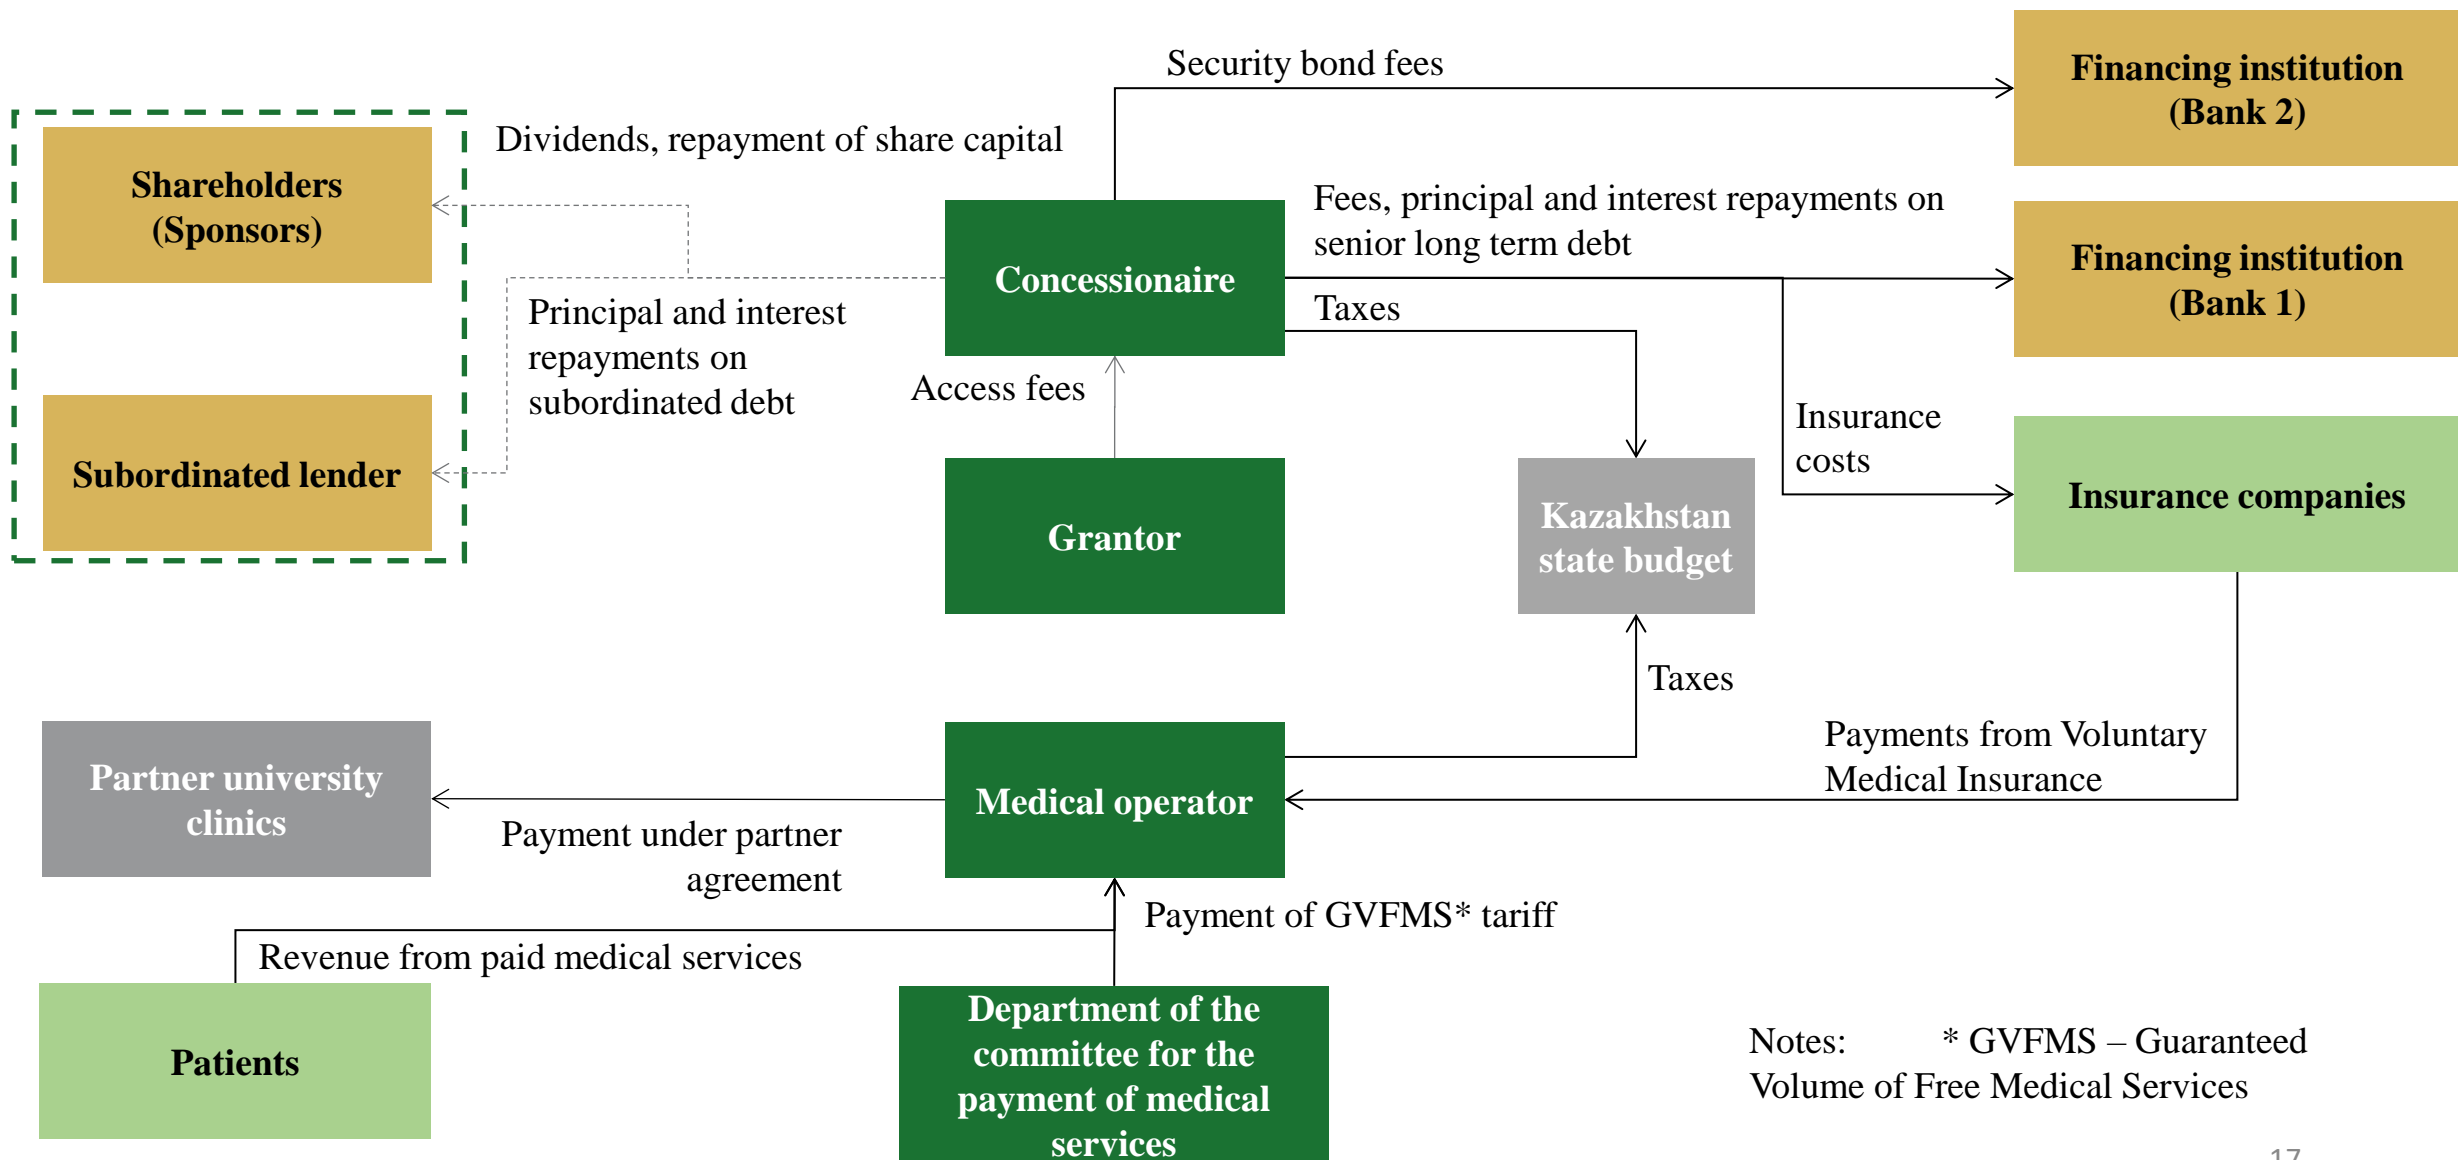 Security bond fees
Financing institution
(Bank 2)
Shareholders
(Sponsors)
Dividends, repayment of share capital
Concessionaire
Fees, principal and interest repayments on
senior long term debt
Taxes
Financing institution
(Bank 1)
Principal and interest
repayments on
subordinated debt
Access fees
Insurance
costs
Subordinated lender
Grantor
Kazakhstan
state budget
Insurance companies
Taxes
Partner university
clinics
Payment under partner
agreement
Medical operator
Payments from Voluntary
Medical Insurance
Payment of GVFMS* tariff
Revenue from paid medical services
Patients
Department of the
committee for the
payment of medical
services
Notes: * GVFMS – Guaranteed
Volume of Free Medical Services
17